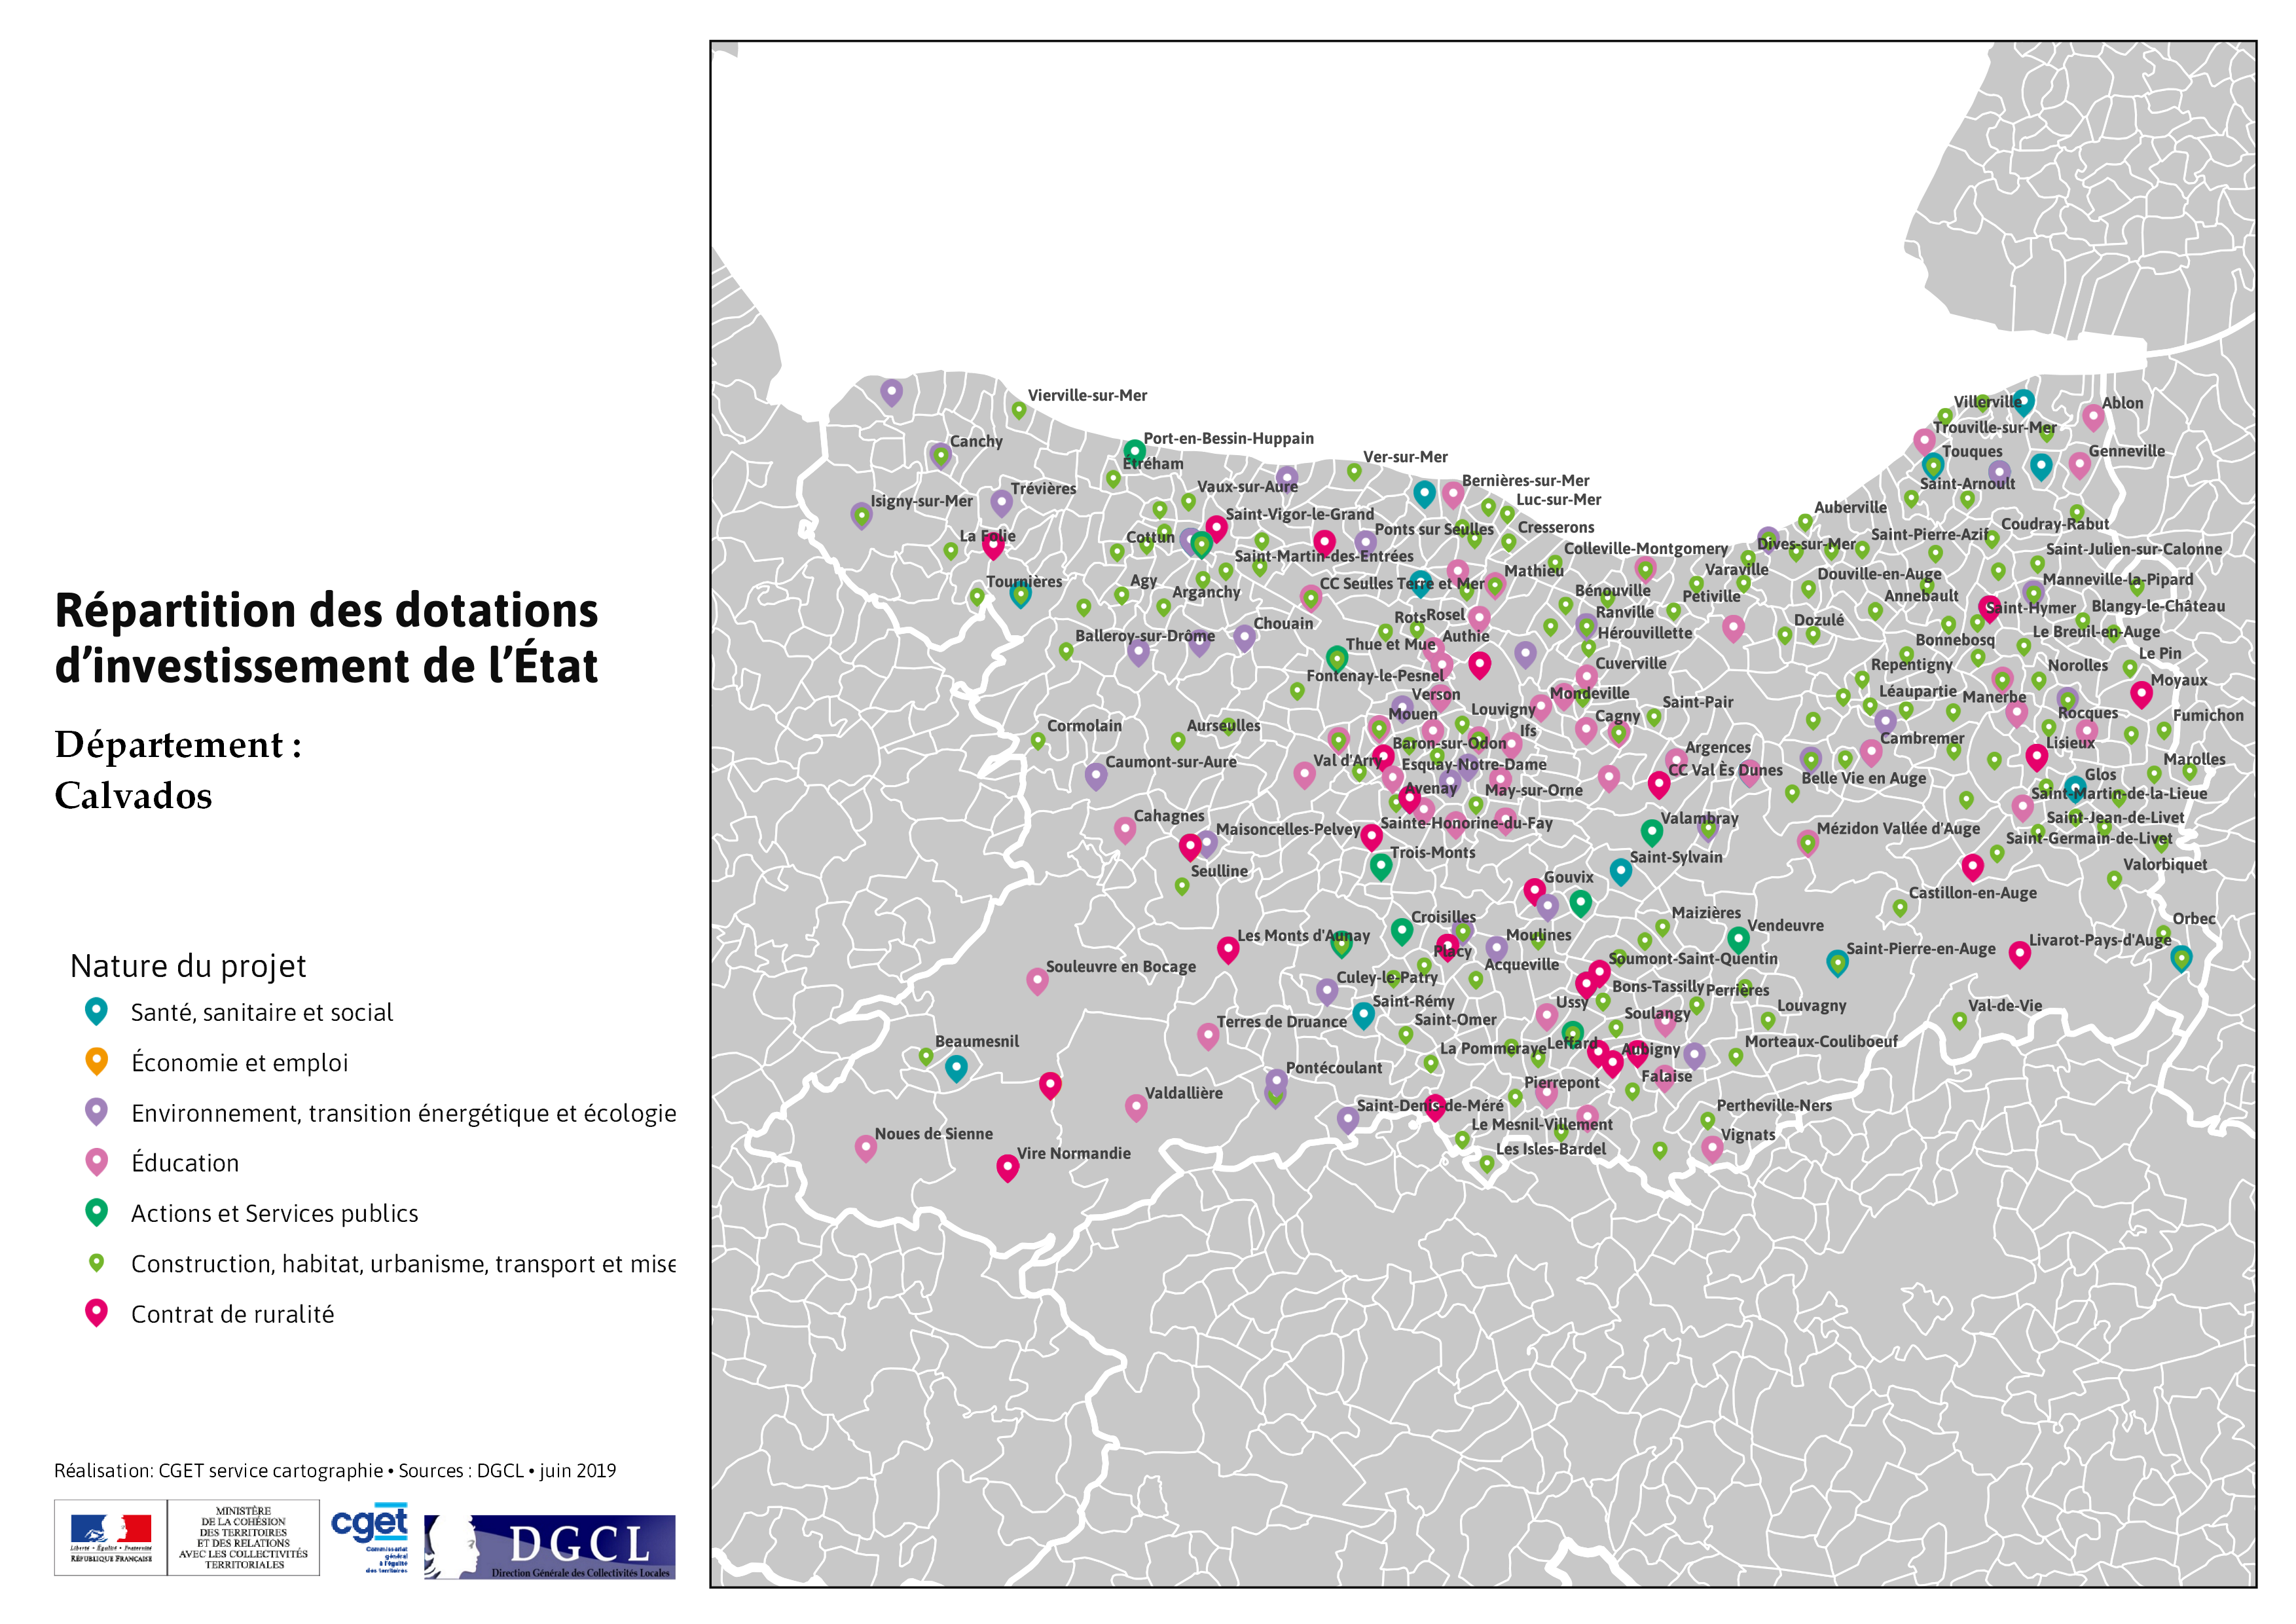 Répartition des dotations
d’investissement de l’État
Département :
Calvados
Nature du projet
Santé, sanitaire et social
Économie et emploi
Environnement, transition énergétique et écologie
Éducation
Actions et Services publics
Construction, habitat, urbanisme, transport et mise
Contrat de ruralité
Réalisation: CGET service cartographie • Sources : DGCL • juin 2019
Liberté • Égalité • Fraternité
RÉPUBLIQUE FRANÇAISE
MINISTÈRE
DE LA COHÉSION
DES TERRITOIRES
ET DES RELATIONS
AVEC LES COLLECTIVITÉS
TERRITORIALES
cget
Commissariat
général
à l'égalité
des territoires
DGCL
Direction Générale des Collectivités Locales
Vierville-sur-Mer
Villerville
Ablon
Trouville-sur-Mer
Canchy
Port-en-Bessin-Huppain
Étréham
Ver-sur-Mer
Touques
Genneville
Bernières-sur-Mer
Saint-Arnoult
Trévières
Vaux-sur-Aure
Isigny-sur-Mer
Luc-sur-Mer
Auberville
Saint-Vigor-le-Grand
Ponts sur Seulles
Cresserons
Coudray-Rabut
La Folie
Cottun
Saint-Pierre-Azif
Dives-sur-Mer
Colleville-Montgomery
Saint-Julien-sur-Calonne
Saint-Martin-des-Entrées
Mathieu
Varaville
Douville-en-Auge
Manneville-la-Pipard
Tournières
Agy
Arganchy
CC Seulles Terre et Mer
Bénouville
Petiville
Annebault
Saint-Hymer
Blangy-le-Château
Rots
Rosel
Ranville
Dozulé
Chouain
Balleroy-sur-Drôme
Authie
Hérouvillette
Bonnebosq
Le Breuil-en-Auge
Thue et Mue
Le Pin
Cuverville
Repentigny
Norolles
Fontenay-le-Pesnel
Moyaux
Verson
Mondeville
Saint-Pair
Léaupartie
Manerbe
Mouen
Louvigny
Cagny
Rocques
Fumichon
Cormolain
Aurseulles
Ifs
Baron-sur-Odon
Argences
Cambremer
Lisieux
Caumont-sur-Aure
Val d'Arry
Esquay-Notre-Dame
CC Val Ès Dunes
Belle Vie en Auge
Marolles
Glos
Avenay
May-sur-Orne
Saint-Martin-de-la-Lieue
Cahagnes
Maisoncelles-Pelvey
Sainte-Honorine-du-Fay
Valambray
Mézidon Vallée d'Auge
Saint-Jean-de-Livet
Saint-Germain-de-Livet
Trois-Monts
Saint-Sylvain
Valorbiquet
Seulline
Gouvix
Castillon-en-Auge
Croisilles
Maizières
Vendeuvre
Orbec
Les Monts d'Aunay
Moulines
Livarot-Pays-d'Auge
Placy
Saint-Pierre-en-Auge
Soumont-Saint-Quentin
Souleuvre en Bocage
Acqueville
Culey-le-Patry
Bons-Tassilly
Perrières
Saint-Rémy
Ussy
Louvagny
Val-de-Vie
Terres de Druance
Saint-Omer
Soulangy
Beaumesnil
La Pommeraye
Leffard
Aubigny
Morteaux-Couliboeuf
Pontécoulant
Pierrepont
Falaise
Valdallière
Saint-Denis-de-Méré
Pertheville-Ners
Le Mesnil-Villement
Noues de Sienne
Vignats
Vire Normandie
Les Isles-Bardel